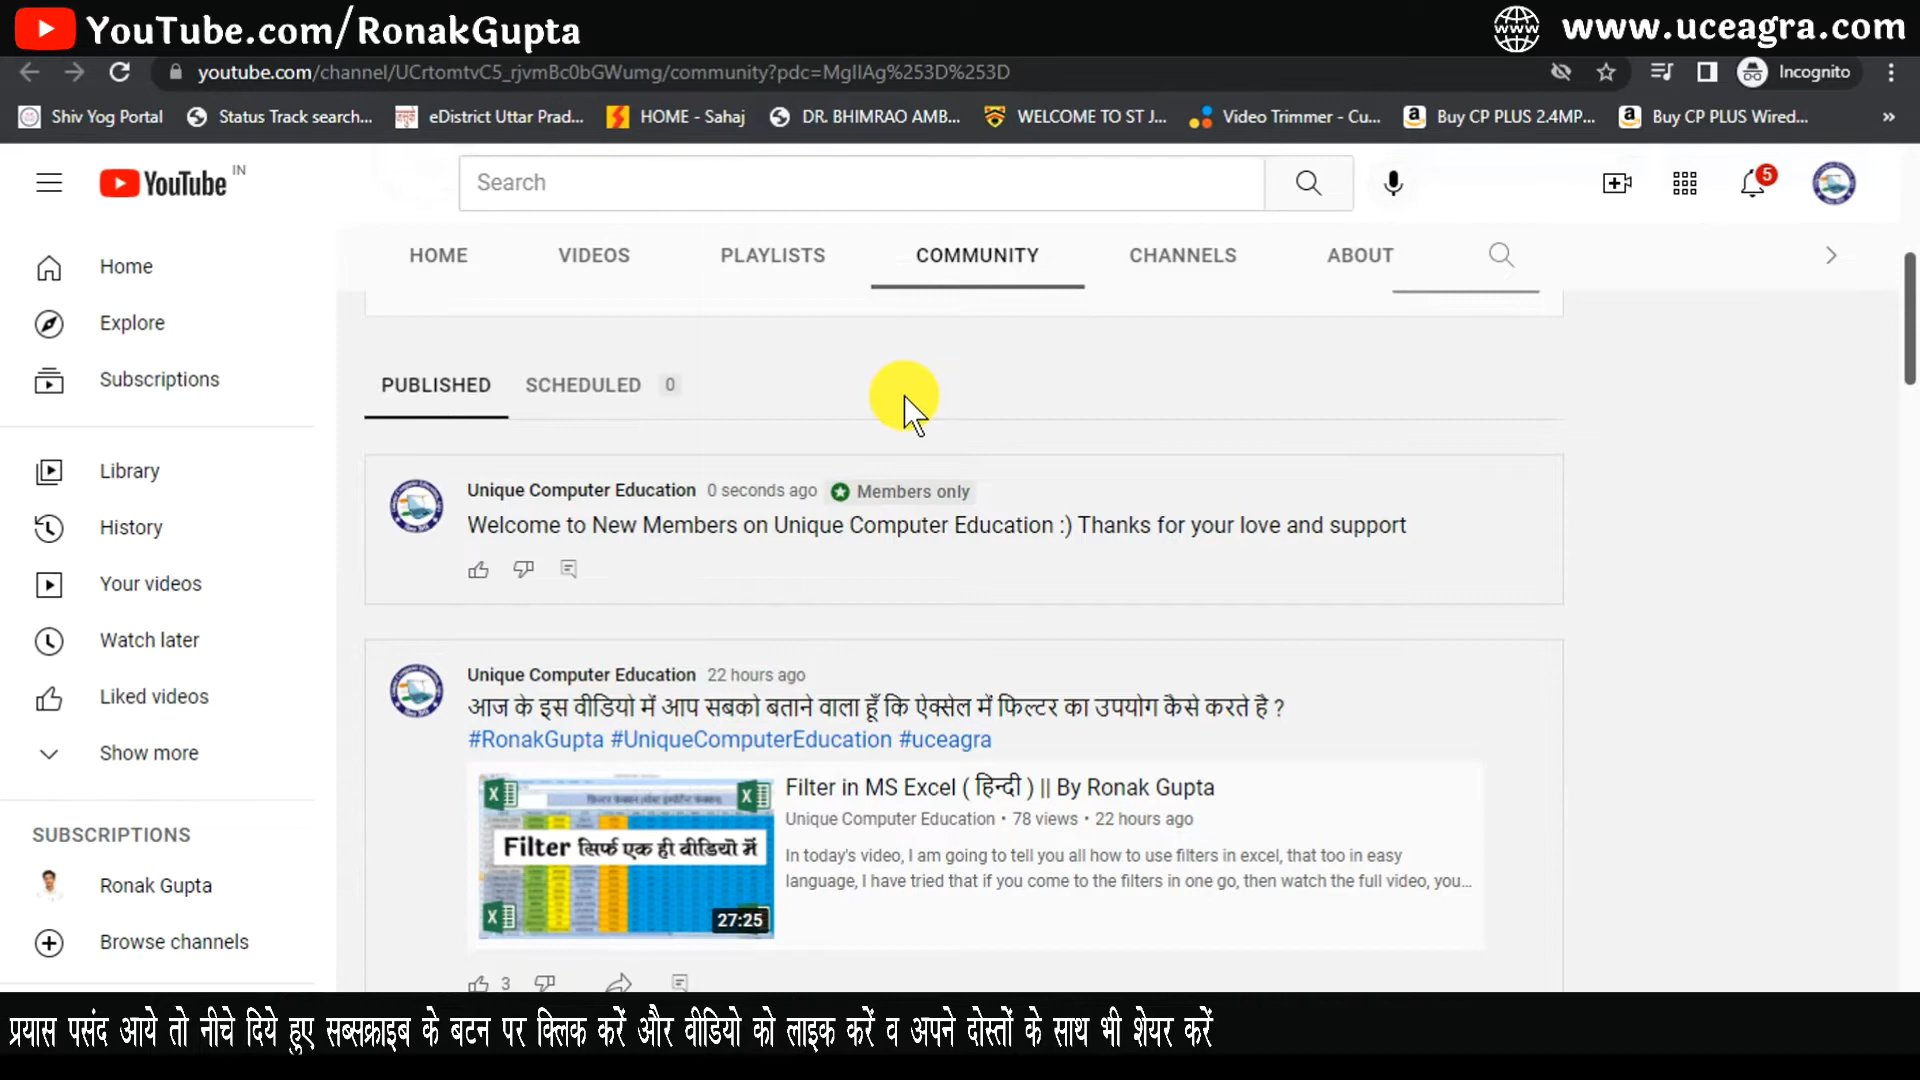 YouTube.com/RonakGupta
www.uceagra.com
youtube.com/channel/UCrtomtvC5_rjvmBc0bGWumg/community?pdc=MgIIAg%253D%253D
Incognito
Shiv Yog Portal
Status Track search...
eDistrict Uttar Prad...
HOME - Sahaj
DR. BHIMRAO AMB...
WELCOME TO ST J...
Video Trimmer - Cu...
Buy CP PLUS 2.4MP...
Buy CP PLUS Wired...
YouTube IN
Search
5
HOME
VIDEOS
PLAYLISTS
COMMUNITY
CHANNELS
ABOUT
Home
Explore
Subscriptions
Library
History
Your videos
Watch later
Liked videos
Show more
SUBSCRIPTIONS
Ronak Gupta
Browse channels
PUBLISHED
SCHEDULED 0
Unique Computer Education 0 seconds ago Members only
Welcome to New Members on Unique Computer Education :) Thanks for your love and support
Unique Computer Education 22 hours ago
आज के इस वीडियो में आप सबको बताने वाला हूँ कि ऐक्सेल में फिल्टर का उपयोग कैसे करते है ?
#RonakGupta #UniqueComputerEducation #uceagra
Filter सिर्फ एक ही वीडियो में
27:25
Filter in MS Excel ( हिन्दी ) || By Ronak Gupta
Unique Computer Education • 78 views • 22 hours ago
In today's video, I am going to tell you all how to use filters in excel, that too in easy
language, I have tried that if you come to the filters in one go, then watch the full video, you...
3
प्रयास पसंद आये तो नीचे दिये हुए सब्सक्राइब के बटन पर क्लिक करें और वीडियो को लाइक करें व अपने दोस्तों के साथ भी शेयर करें